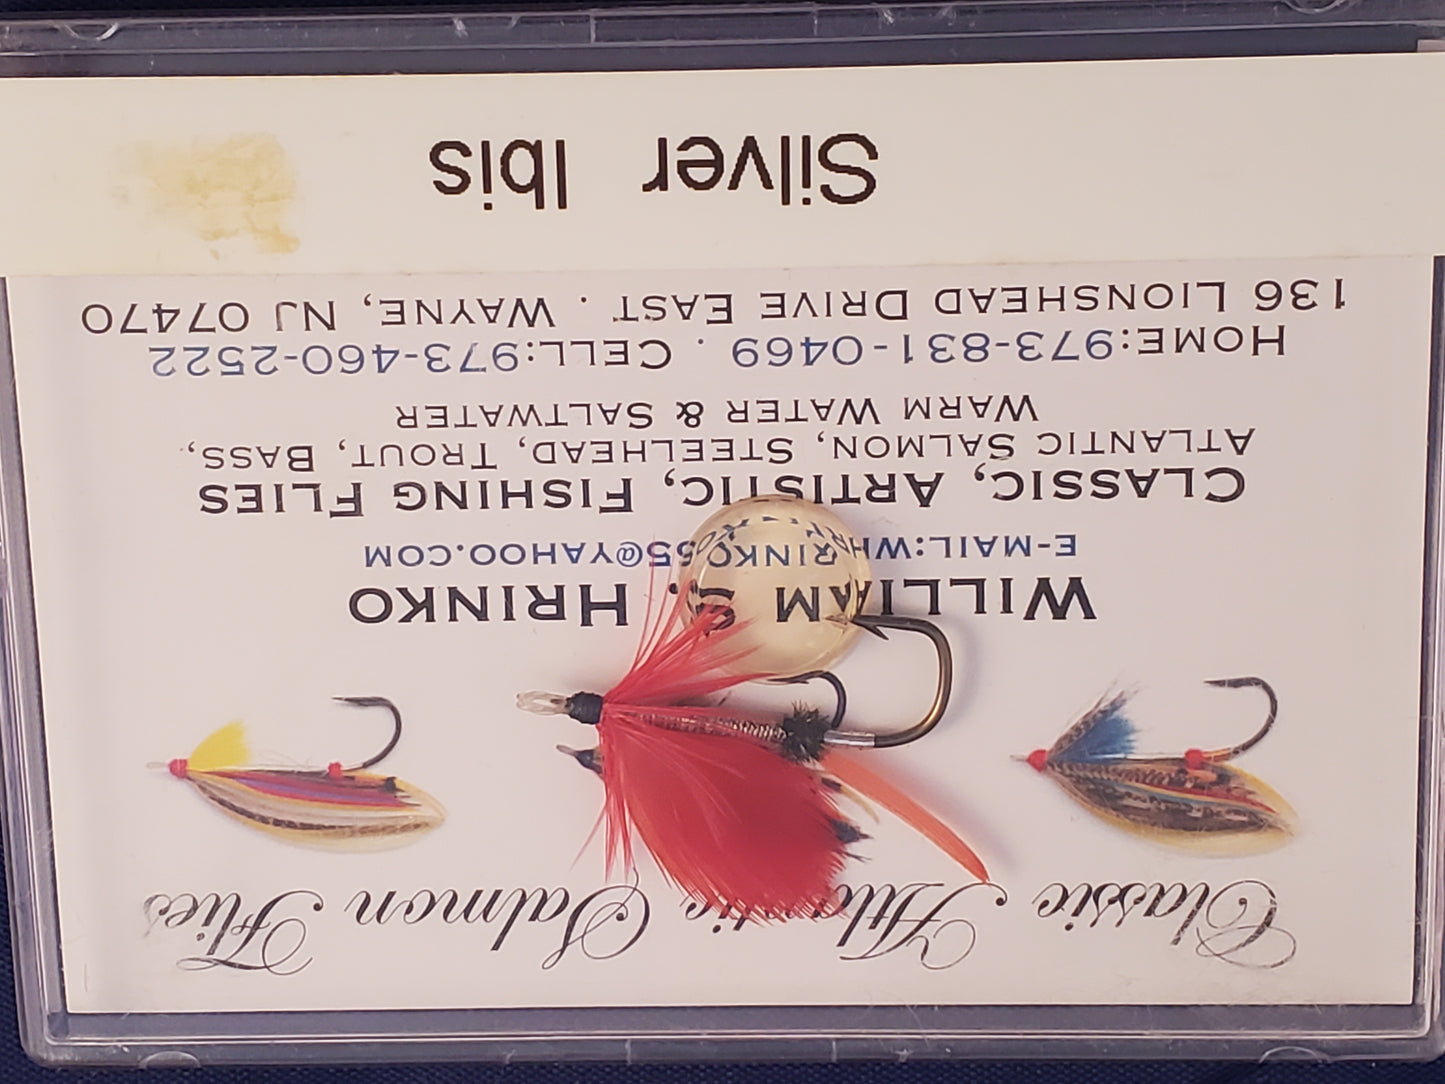 Classic Atlantic Salmon Flies
WILLIAM S. HRINKO
E-MAIL:
CLASSIC, ARTISTIC, FISHING FLIES
ATLANTIC SALMON, STEELHEAD, TROUT, BASS,
WARM WATER & SALTWATER
HOME:973-831-0469 . CELL:973-460-2522
136 LIONSHEAD DRIVE EAST . WAYNE, NJ 07470
Silver Ibis